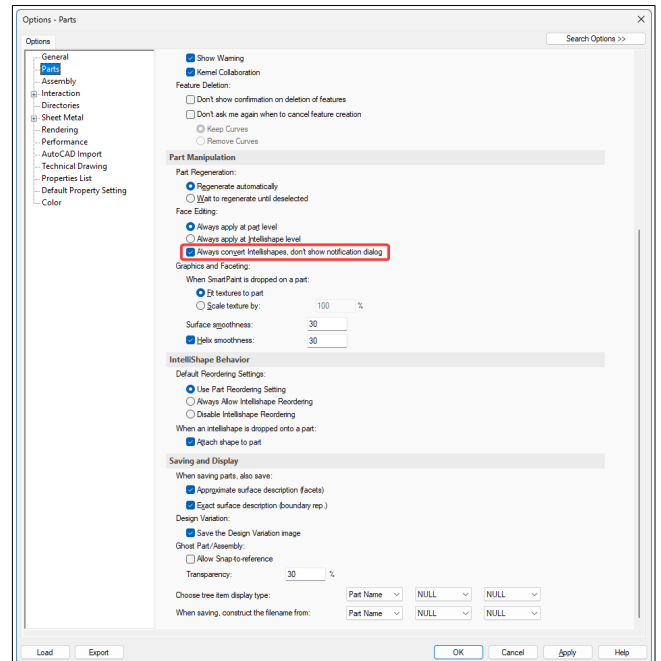 Options - Parts
Options
Search Options >>
General
Parts
Assembly
Interaction
Directories
Sheet Metal
Rendering
Performance
AutoCAD Import
Technical Drawing
Properties List
Default Property Setting
Color
Show Warning
Kernel Collaboration
Feature Deletion:
Don't show confirmation on deletion of features
Don't ask me again when to cancel feature creation
Keep Curves
Remove Curves
Part Manipulation
Part Regeneration:
Regenerate automatically
Wait to regenerate until deselected
Face Editing:
Always apply at part level
Always apply at Intellishape level
Always convert Intellishapes, don't show notification dialog
Graphics and Faceting:
When SmartPaint is dropped on a part:
Fit textures to part
Scale texture by: 100 %
Surface smoothness: 30
Helix smoothness: 30
IntelliShape Behavior
Default Reordering Settings:
Use Part Reordering Setting
Always Allow Intellishape Reordering
Disable Intellishape Reordering
When an intellishape is dropped onto a part:
Attach shape to part
Saving and Display
When saving parts, also save:
Approximate surface description (facets)
Exact surface description (boundary rep.)
Design Variation:
Save the Design Variation image
Ghost Part/Assembly:
Allow Snap-to-reference
Transparency: 30 %
Choose tree item display type: Part Name NULL NULL
When saving, construct the filename from: Part Name NULL NULL
Load Export OK Cancel Apply Help